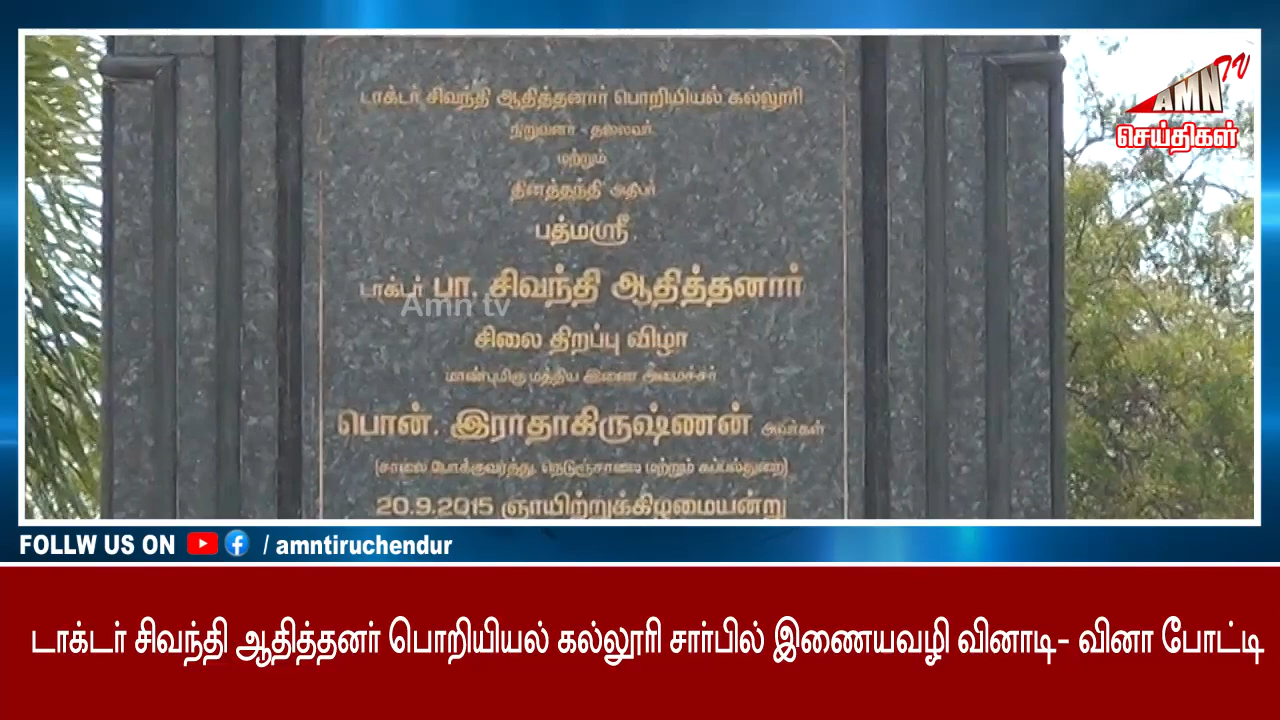 டாக்டர் சிவந்தி ஆதித்தனார் பொறியியல் கல்லூரி
நிறுவனர் - தலைவர்
மற்றும்
தினத்தந்தி அதிபர்
பத்மஸ்ரீ
டாக்டர் பா. சிவந்தி ஆதித்தனார்
Amn tv
சிலை திறப்பு விழா
மாண்புமிகு மத்திய இணை அமைச்சர்
பொன். இராதாகிருஷ்ணன் அவர்கள்
(சாலை போக்குவரத்து, நெடுஞ்சாலை மற்றும் கப்பல்துறை)
20.9.2015 ஞாயிற்றுக்கிழமையன்று
AMN TV
செய்திகள்
FOLLW US ON / amntiruchendur
டாக்டர் சிவந்தி ஆதித்தனர் பொறியியல் கல்லூரி சார்பில் இணையவழி வினாடி- வினா போட்டி